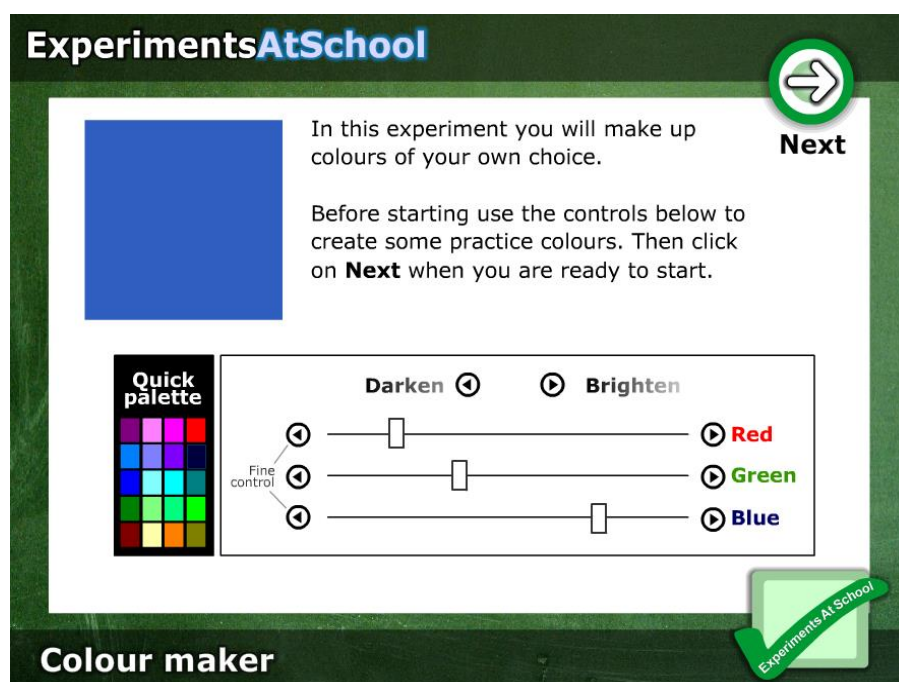 ExperimentsAtSchool
Next
In this experiment you will make up
colours of your own choice.
Before starting use the controls below to
create some practice colours. Then click
on Next when you are ready to start.
Quick
palette
Darken Brighten
Red
Fine
control
Green
Blue
Experiments At School
Colour maker